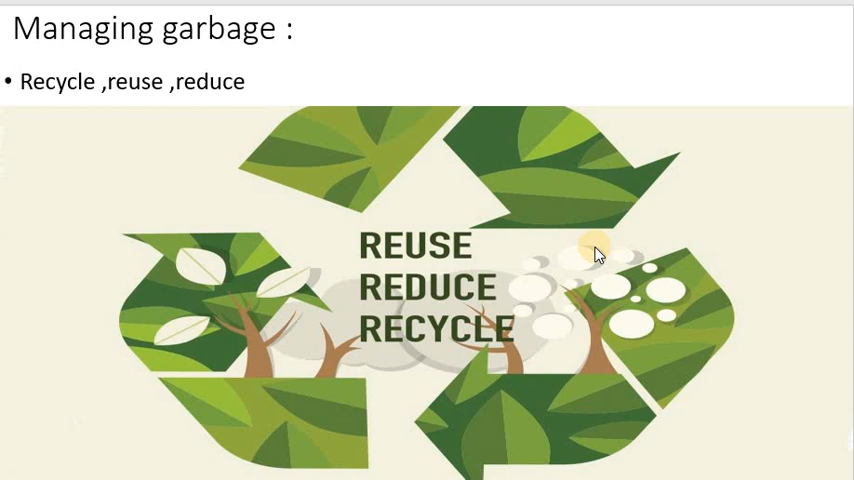 Managing garbage :
• Recycle ,reuse ,reduce
REUSE
REDUCE
RECYCLE